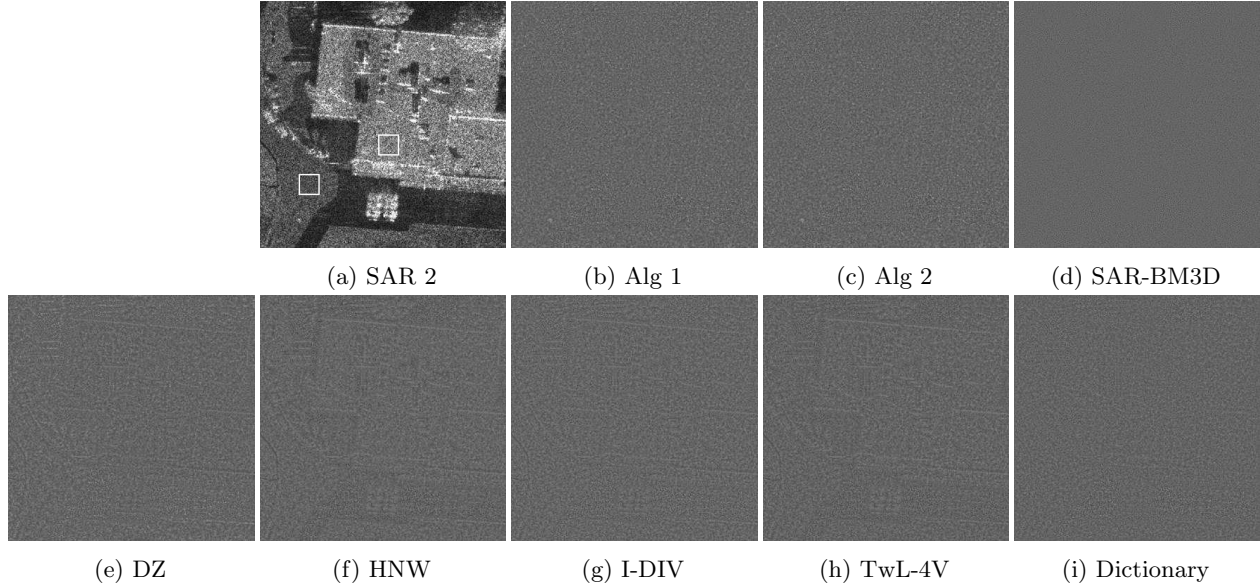 (a) SAR 2
(b) Alg 1
(c) Alg 2
(d) SAR-BM3D
(e) DZ
(f) HNW
(g) I-DIV
(h) TwL-4V
(i) Dictionary